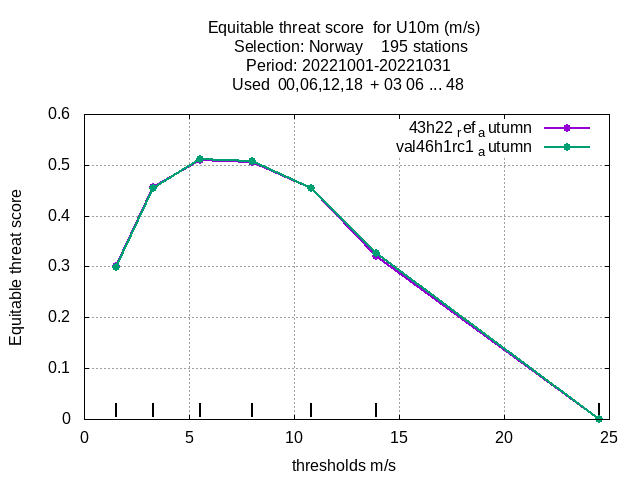 Equitable threat score for U10m (m/s)
Selection: Norway 195 stations
Period: 20221001-20221031
Used 00,06,12,18 + 03 06 ... 48
43h22 ref autumn
val46h1rc1 autumn
Equitable threat score
0.6
0.5
0.4
0.3
0.2
0.1
0
0 5 10 15 20 25
thresholds m/s